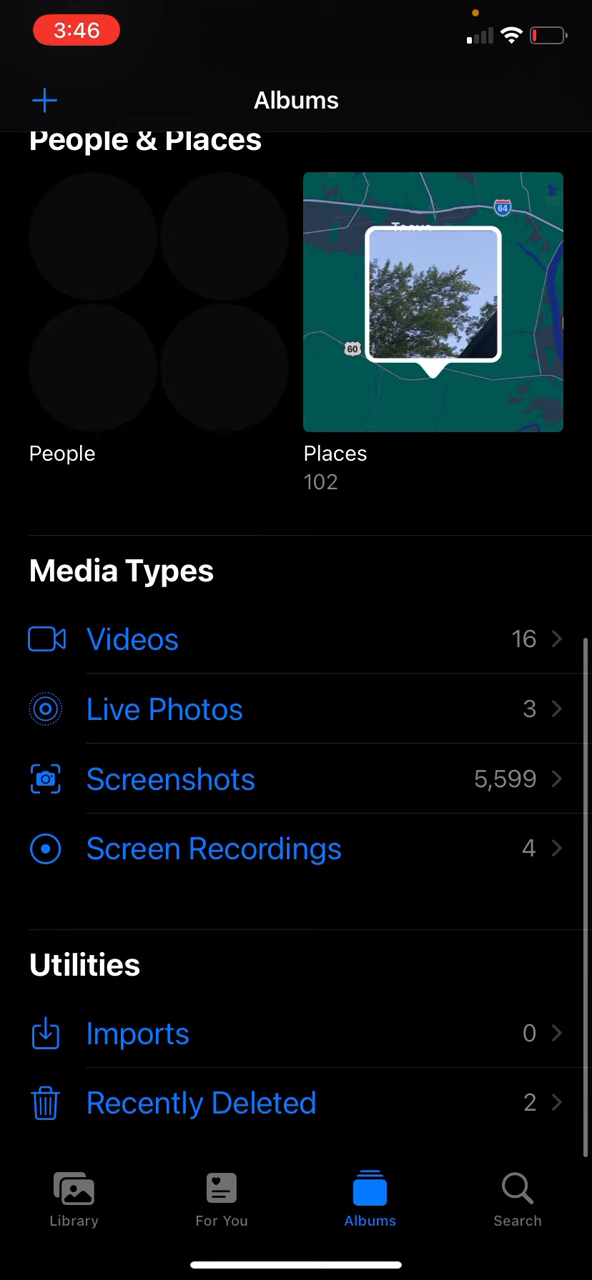 3:46
Albums
People & Places
64
60
People
Places
102
Media Types
Videos 16
Live Photos 3
Screenshots 5,599
Screen Recordings 4
Utilities
Imports 0
Recently Deleted 2
Library For You Albums Search